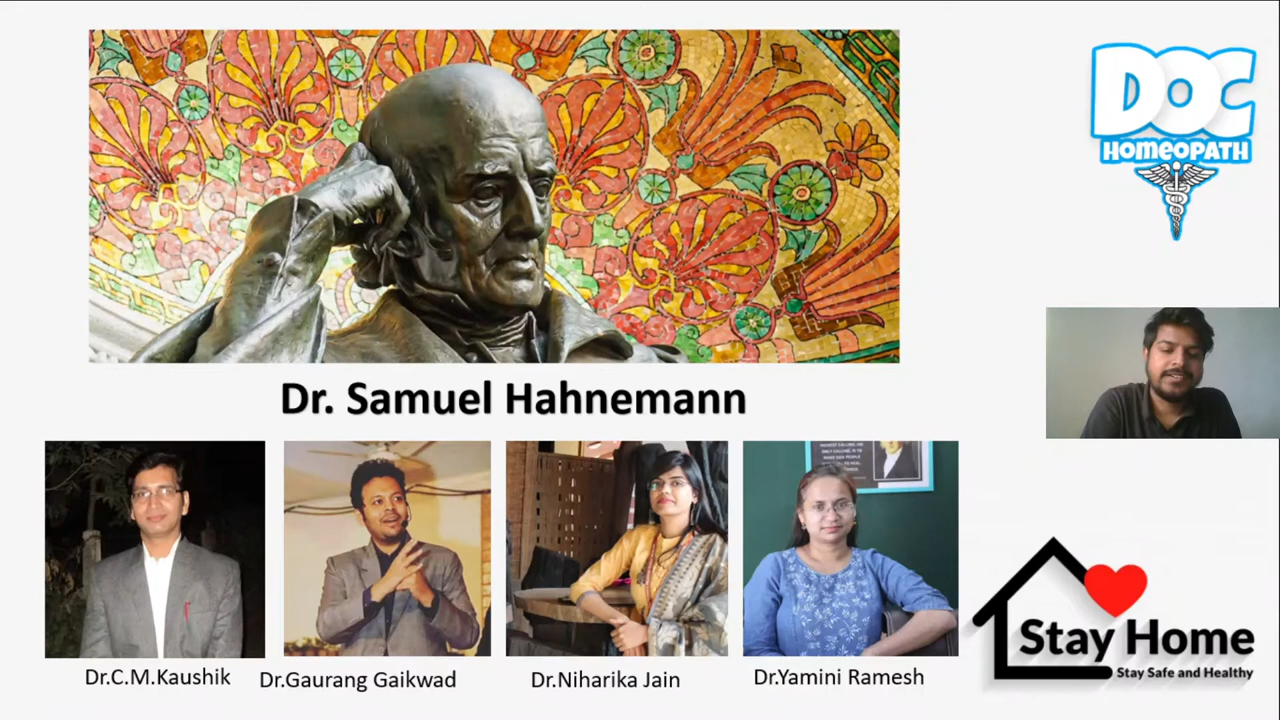 DOC
HOMEOPATH
Dr. Samuel Hahnemann
Dr.C.M.Kaushik
Dr.Gaurang Gaikwad
Dr.Niharika Jain
Dr.Yamini Ramesh
Stay Home
Stay Safe and Healthy